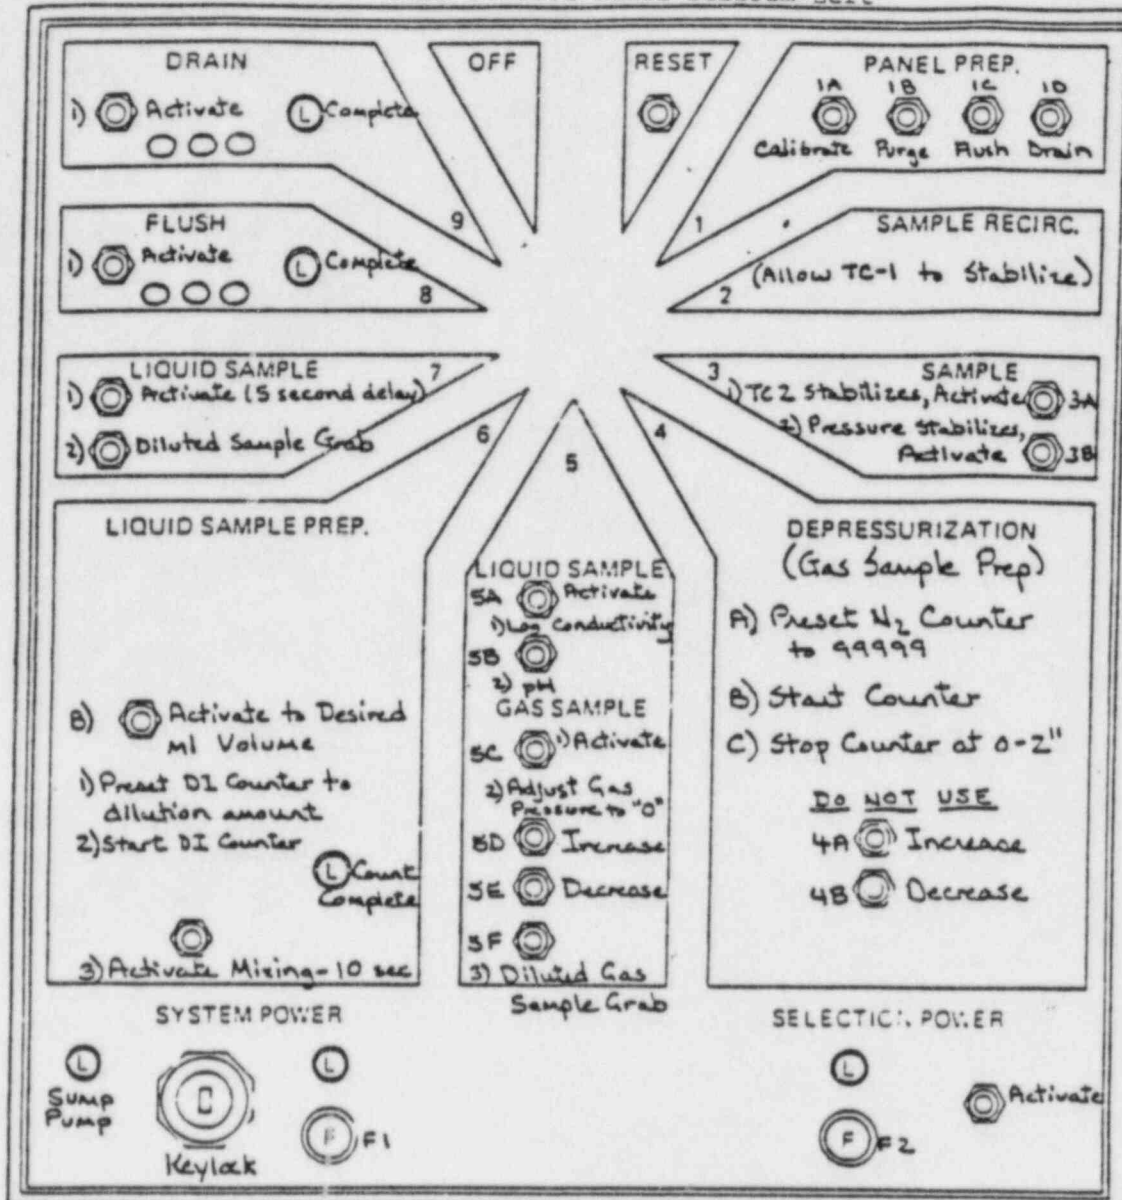 DRAIN
1) Activate
L Complete
OFF
RESET
PANEL PREP.
1A 1B 1C 1D
Calibrate Purge Flush Drain
9
1
FLUSH
1) Activate
L Complete
8
SAMPLE RECIRC.
(Allow TC-1 to Stabilize)
2
LIQUID SAMPLE
7
1) Activate (5 second delay)
2) Diluted Sample Grab
3
SAMPLE
1) TC 2 Stabilizes, Activate 3A
2) Pressure Stabilizes,
Activate 3B
6
5
4
LIQUID SAMPLE PREP.
B) Activate to Desired
ml Volume
1) Preset DI Counter to
dilution amount
2) Start DI Counter
L Count
Complete
3) Activate Mixing - 10 sec
LIQUID SAMPLE
5A Activate
1) Log Conductivity
5B
2) pH
GAS SAMPLE
5C 1) Activate
2) Adjust Gas
Pressure to "0"
5D Increase
5E Decrease
5F
3) Diluted Gas
Sample Grab
DEPRESSURIZATION
(Gas Sample Prep)
A) Preset N2 Counter
to 99999
B) Start Counter
C) Stop Counter at 0-2"
DO NOT USE
4A Increase
4B Decrease
SYSTEM POWER
L
Sump
Pump
Keylock
L
F F1
POWER
L
F F2
Activate